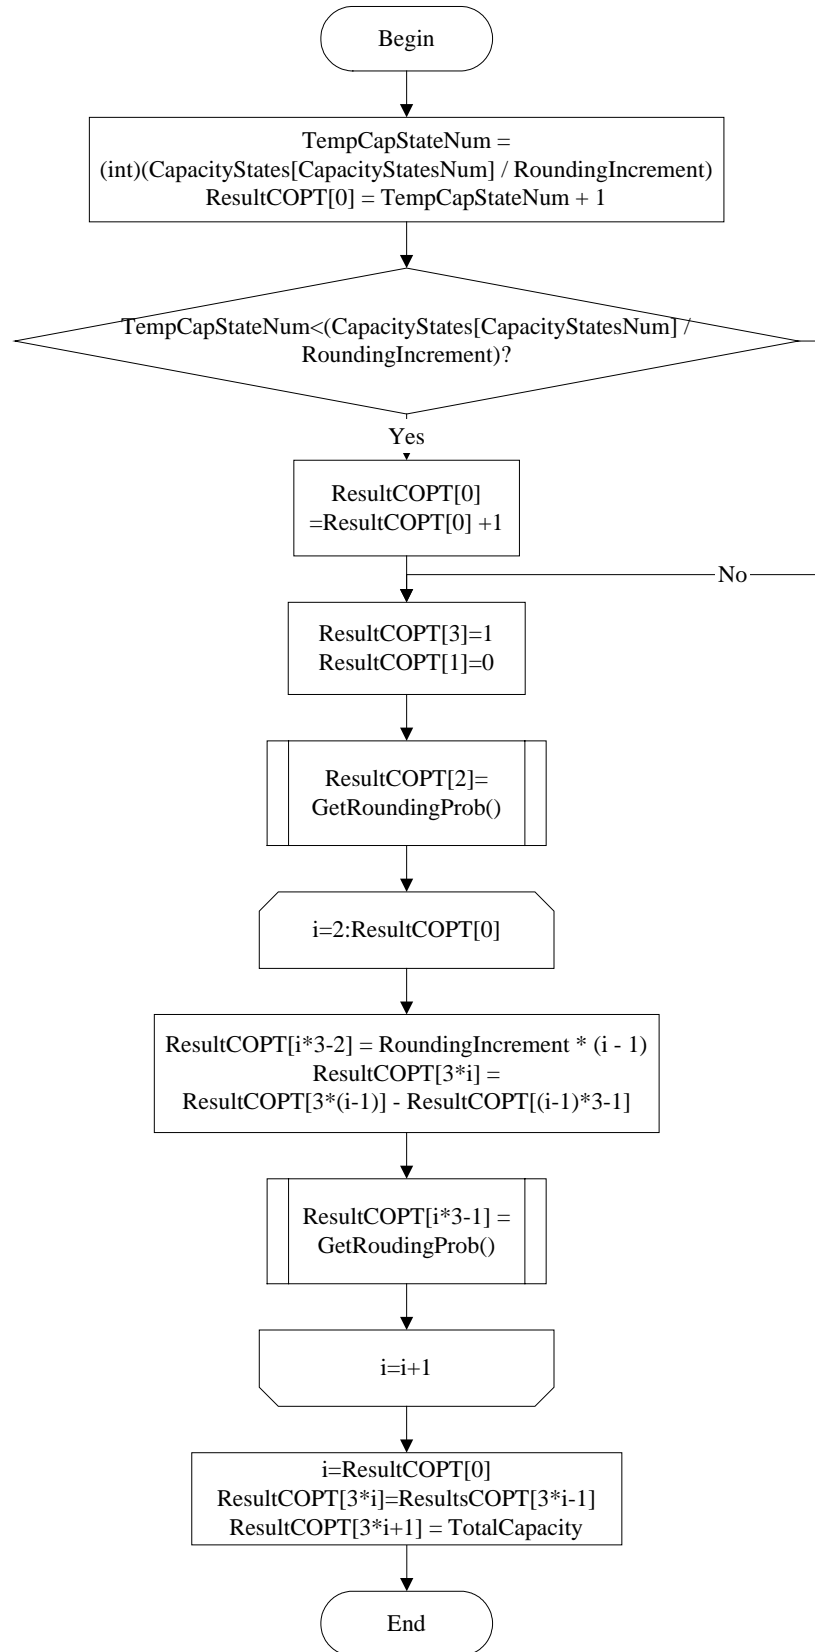 Begin
TempCapStateNum =
(int)(CapacityStates[CapacityStatesNum] / RoundingIncrement)
ResultCOPT[0] = TempCapStateNum + 1
TempCapStateNum<(CapacityStates[CapacityStatesNum] /
RoundingIncrement)?
Yes
ResultCOPT[0]
=ResultCOPT[0] +1
No
ResultCOPT[3]=1
ResultCOPT[1]=0
ResultCOPT[2]=
GetRoundingProb()
i=2:ResultCOPT[0]
ResultCOPT[i*3-2] = RoundingIncrement * (i - 1)
ResultCOPT[3*i] =
ResultCOPT[3*(i-1)] - ResultCOPT[(i-1)*3-1]
ResultCOPT[i*3-1] =
GetRoudingProb()
i=i+1
i=ResultCOPT[0]
ResultCOPT[3*i]=ResultsCOPT[3*i-1]
ResultCOPT[3*i+1] = TotalCapacity
End